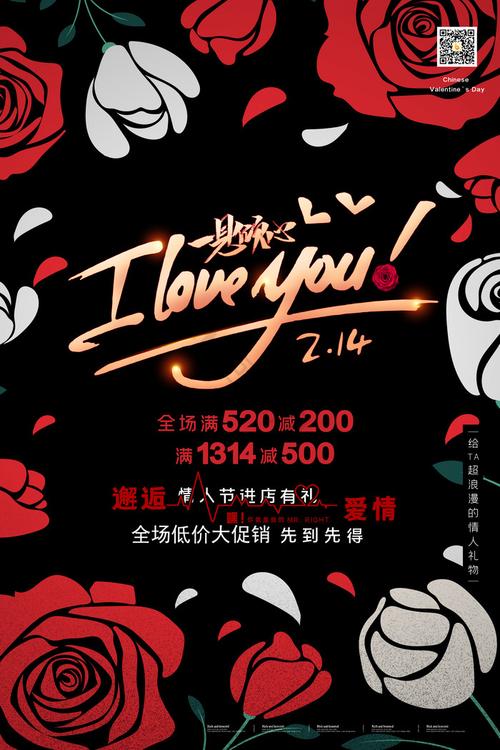 Chinese
Valentine`s Day
一见倾心
I love you!
2.14
全场满520减200
满1314减500
情人节进店有礼
邂逅
爱情
MR·RIGHT
全场低价大促销 先到先得
给TA超浪漫的情人礼物